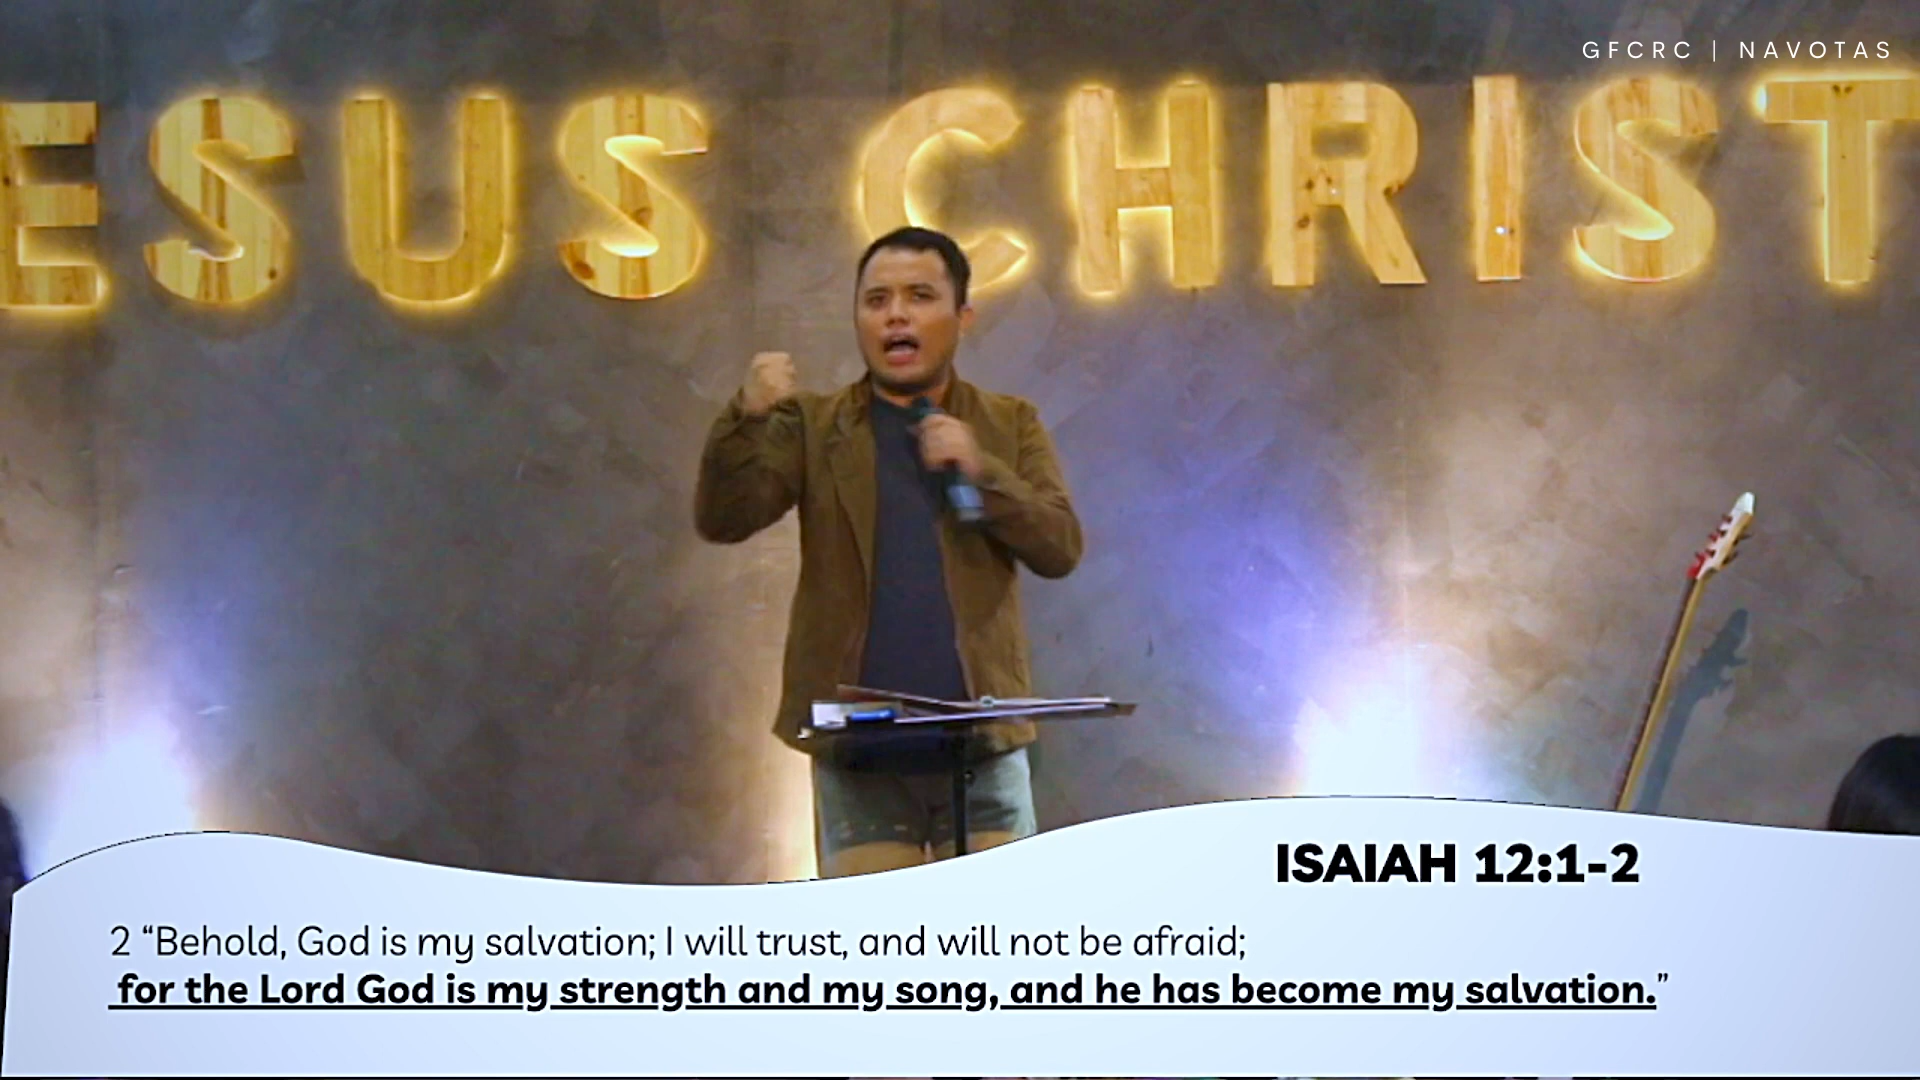 GFCRC | NAVOTAS
ESUS CHRIST
ISAIAH 12:1-2
2 “Behold, God is my salvation; I will trust, and will not be afraid;
for the Lord God is my strength and my song, and he has become my salvation.”